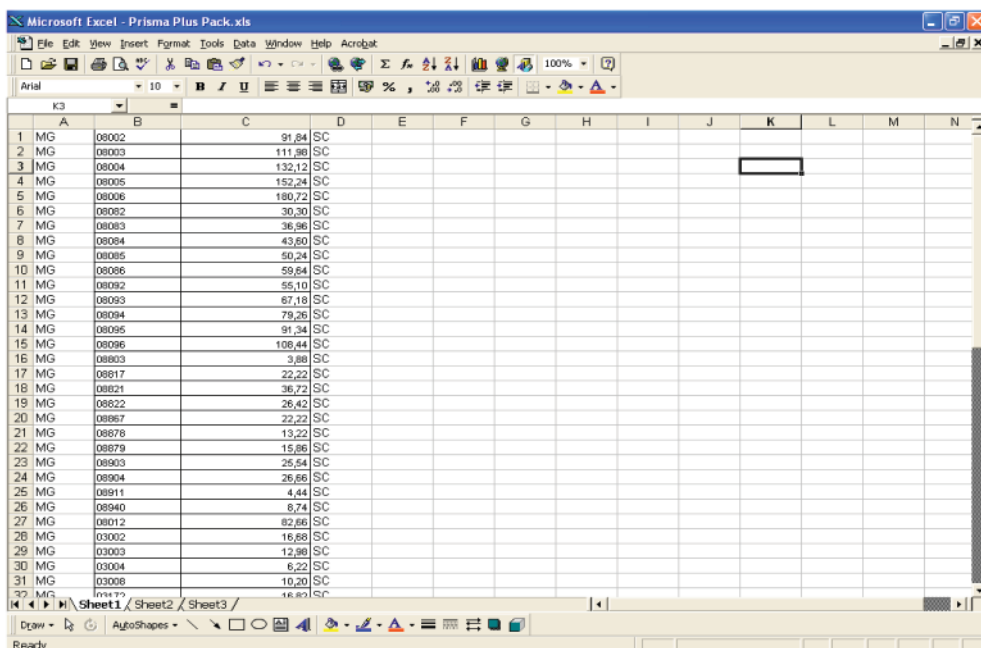 Microsoft Excel - Prisma Plus Pack.xls
File Edit View Insert Format Tools Data Window Help Acrobat
100%
Arial 10 B I U % ,
K3 =
A B C D E F G H I J K L M N
1 MG 08002 91,84 SC
2 MG 08003 111,98 SC
3 MG 08004 132,12 SC
4 MG 08005 152,24 SC
5 MG 08006 180,72 SC
6 MG 08082 30,30 SC
7 MG 08083 36,96 SC
8 MG 08084 43,60 SC
9 MG 08085 50,24 SC
10 MG 08086 59,64 SC
11 MG 08092 55,10 SC
12 MG 08093 67,18 SC
13 MG 08094 79,26 SC
14 MG 08095 91,34 SC
15 MG 08096 108,44 SC
16 MG 08803 3,88 SC
17 MG 08817 22,22 SC
18 MG 08821 36,72 SC
19 MG 08822 26,42 SC
20 MG 08867 22,22 SC
21 MG 08878 13,22 SC
22 MG 08879 15,86 SC
23 MG 08903 25,54 SC
24 MG 08904 26,66 SC
25 MG 08911 4,44 SC
26 MG 08940 8,74 SC
27 MG 08012 82,66 SC
28 MG 03002 16,68 SC
29 MG 03003 12,98 SC
30 MG 03004 6,22 SC
31 MG 03008 10,20 SC
32 MG 03172 16,82 SC
Sheet1 / Sheet2 / Sheet3 /
Draw AutoShapes
Ready